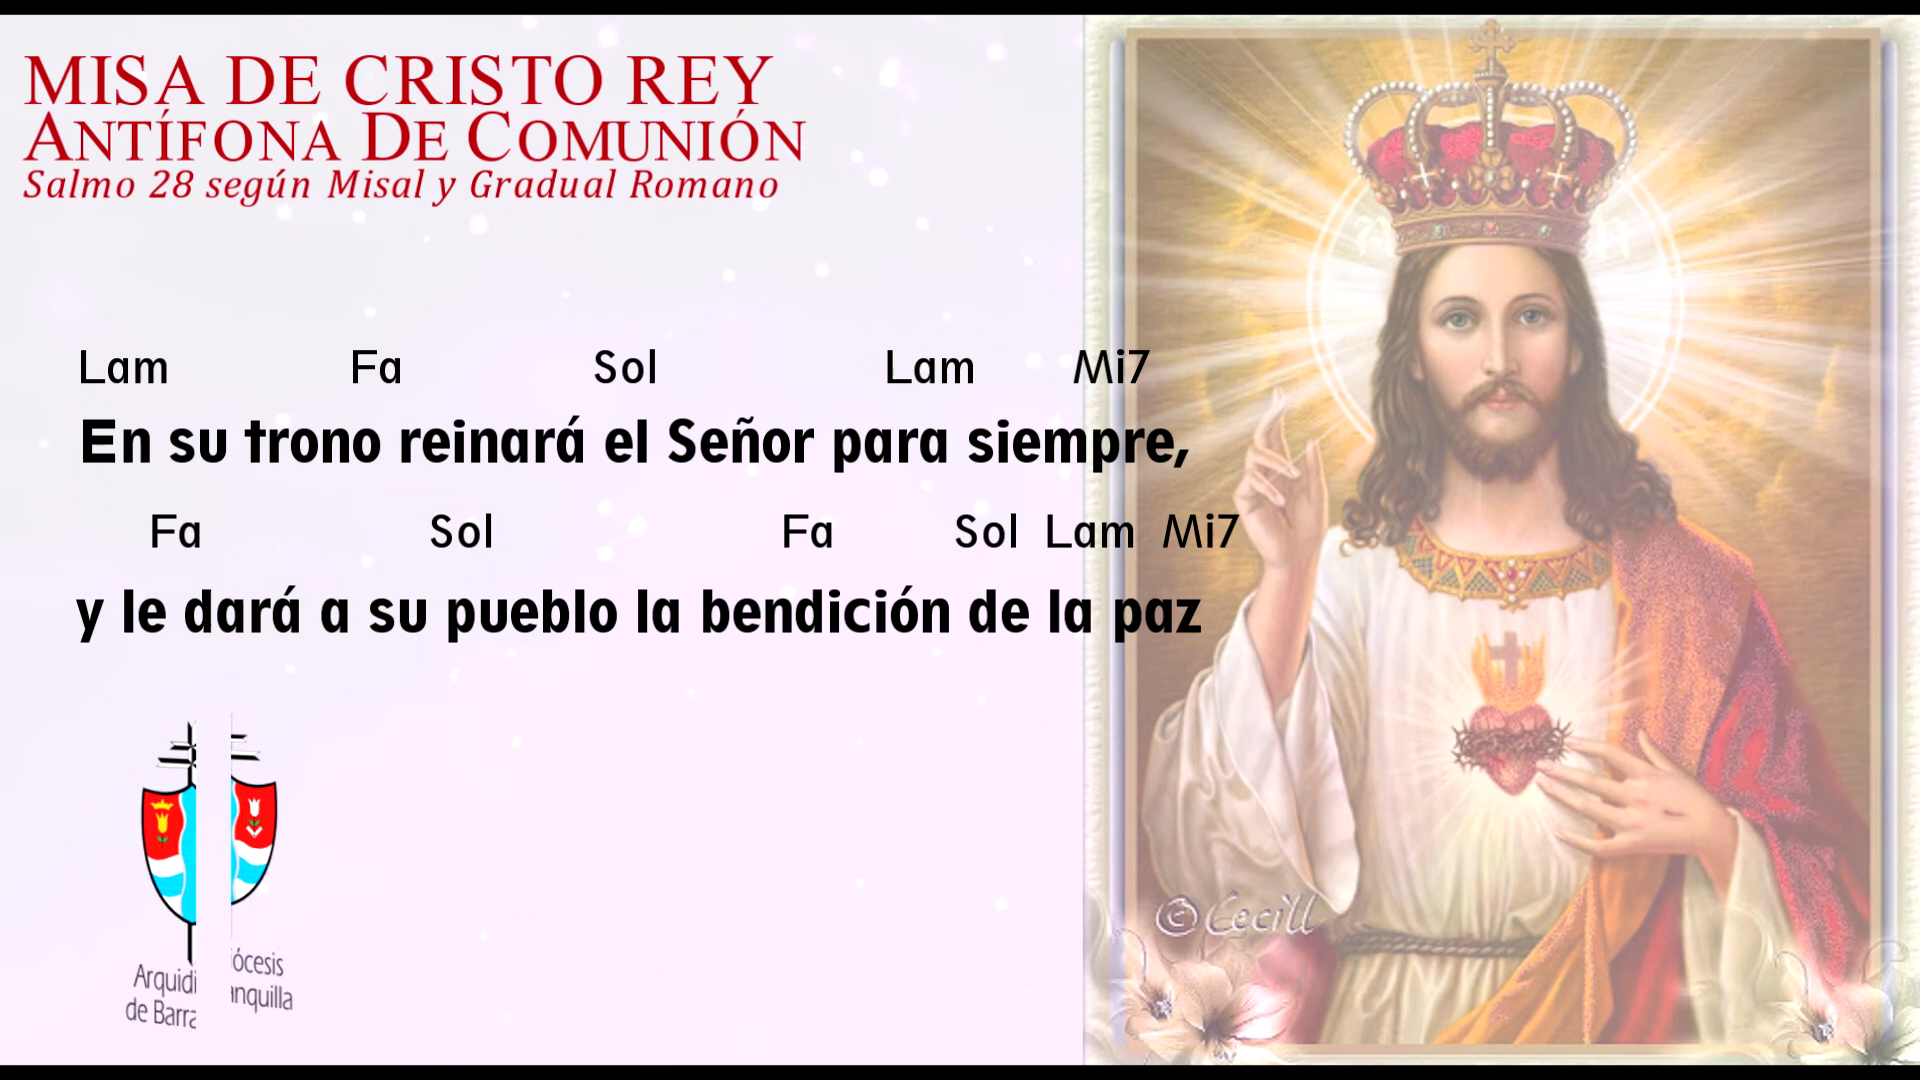 MISA DE CRISTO REY
ANTÍFONA DE COMUNIÓN
Salmo 28 según Misal y Gradual Romano
Lam Fa Sol Lam Mi7
En su trono reinará el Señor para siempre,
Fa Sol Fa Sol Lam Mi7
y le dará a su pueblo la bendición de la paz
© Cecill
Arquidi ócesis
de Barra anquilla